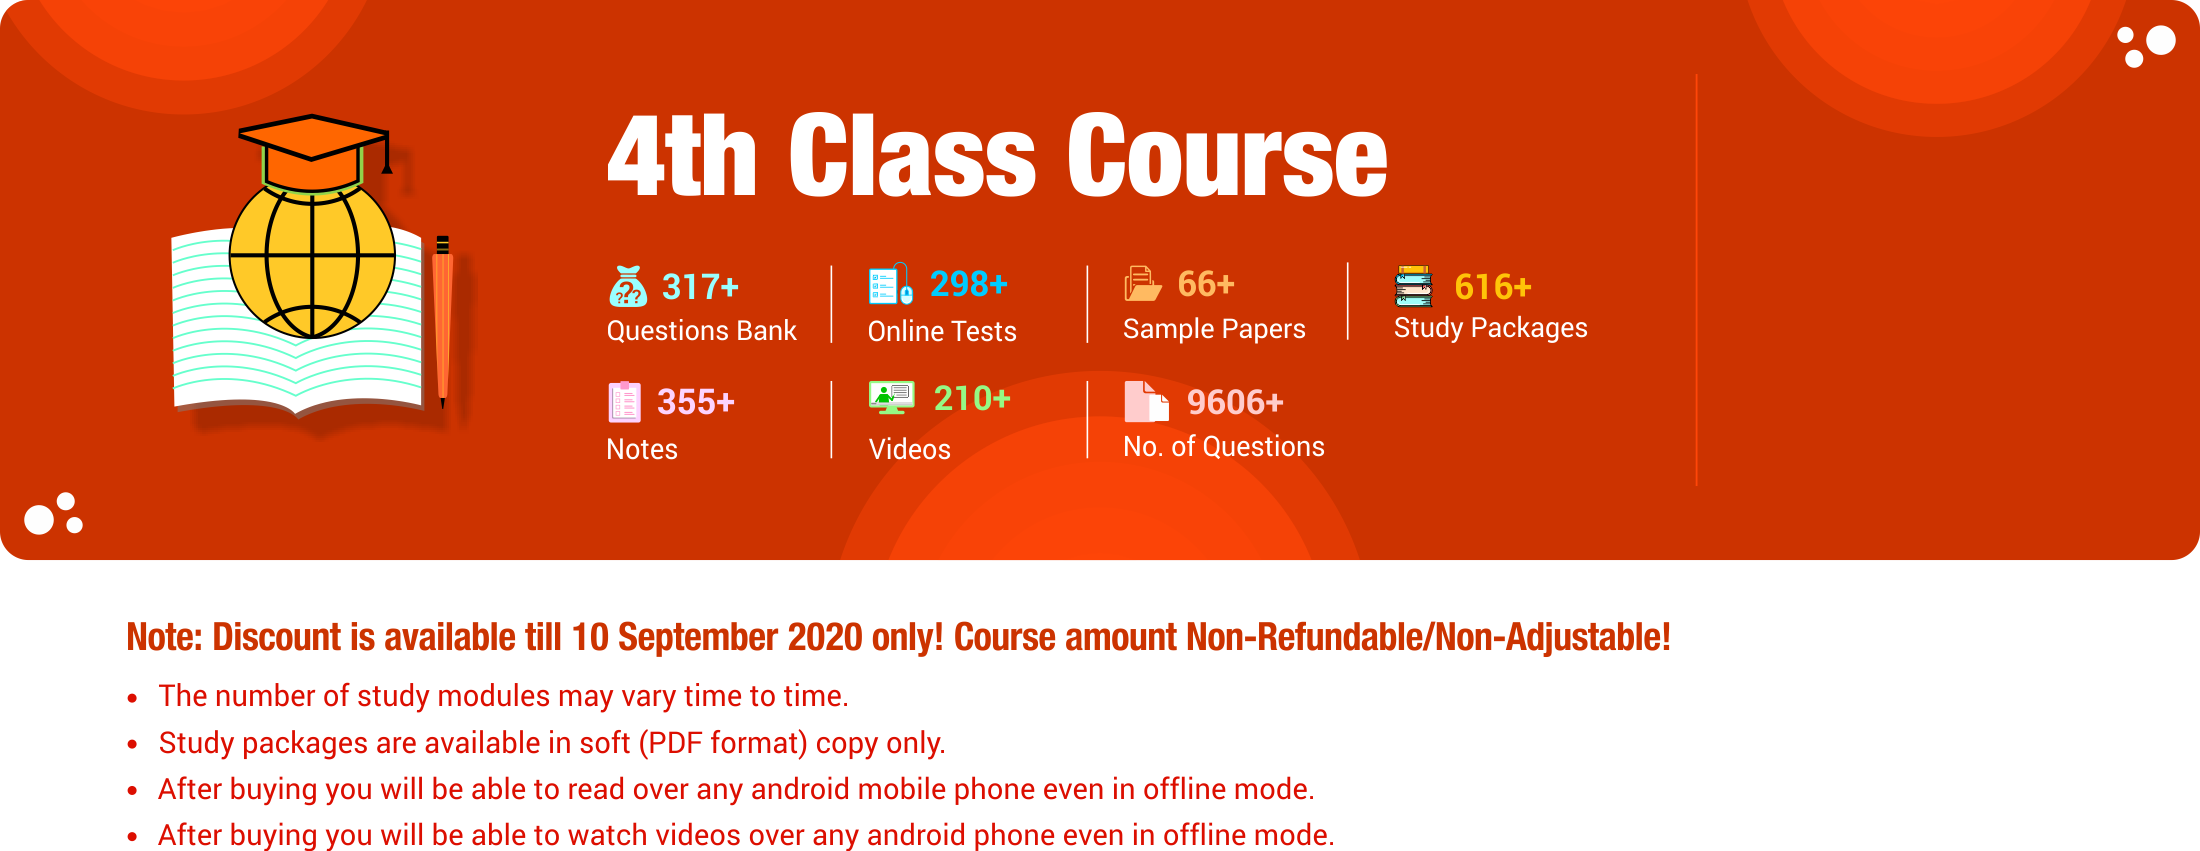 4th Class Course
317+
Questions Bank
298+
Online Tests
66+
Sample Papers
616+
Study Packages
355+
Notes
210+
Videos
9606+
No. of Questions
Note: Discount is available till 10 September 2020 only! Course amount Non-Refundable/Non-Adjustable!
• The number of study modules may vary time to time.
• Study packages are available in soft (PDF format) copy only.
• After buying you will be able to read over any android mobile phone even in offline mode.
• After buying you will be able to watch videos over any android phone even in offline mode.